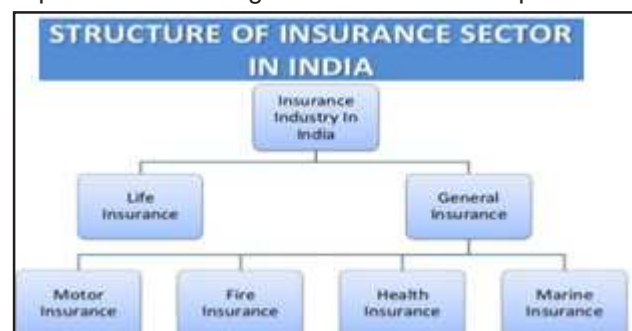 STRUCTURE OF INSURANCE SECTOR
IN INDIA
Insurance
Industry In
India
Life
Insurance
General
Insurance
Motor
Insurance
Fire
Insurance
Health
Insurance
Marine
Insurance